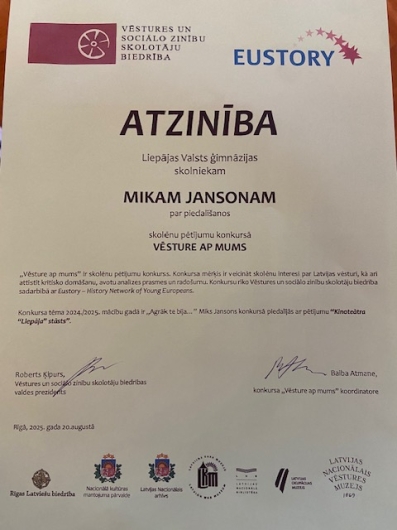 VĒSTURES UN
SOCIĀLO ZINĪBU
SKOLOTĀJU
BIEDRĪBA
EUSTORY
ATZINĪBA
Liepājas Valsts ģimnāzijas
skolniekam
MIKAM JANSONAM
par piedalīšanos
skolēnu pētījumu konkursā
VĒSTURE AP MUMS
„Vēsture ap mums" ir skolēnu pētījumu konkurss. Konkursa mērķis ir veicināt skolēnu interesi par Latvijas vēsturi, kā arī
attīstīt kritisko domāšanu, avotu analīzes prasmes un radošumu. Konkursu rīko Vēstures un sociālo zinību skolotāju biedrība
sadarbībā ar Eustory – History Network of Young Europeans.
Konkursa tēma 2024./2025. mācību gadā ir „Agrāk te bija..." Miks Jansons konkursā piedalījās ar pētījumu "Kinoteātra
"Liepāja" stāsts".
Roberts Ķipurs,
Vēstures un sociālo zinību skolotāju biedrības
valdes prezidents
Baiba Atmane,
konkursa „Vēsture ap mums" koordinatore
Rīgā, 2025. gada 20.augustā
Rīgas Latviešu biedrība
Nacionālā kultūras
mantojuma pārvalde
Latvijas Nacionālais
arhīvs
LATVIJAS
NACIONĀLAIS
VĒSTURES
MUZEJS
1869